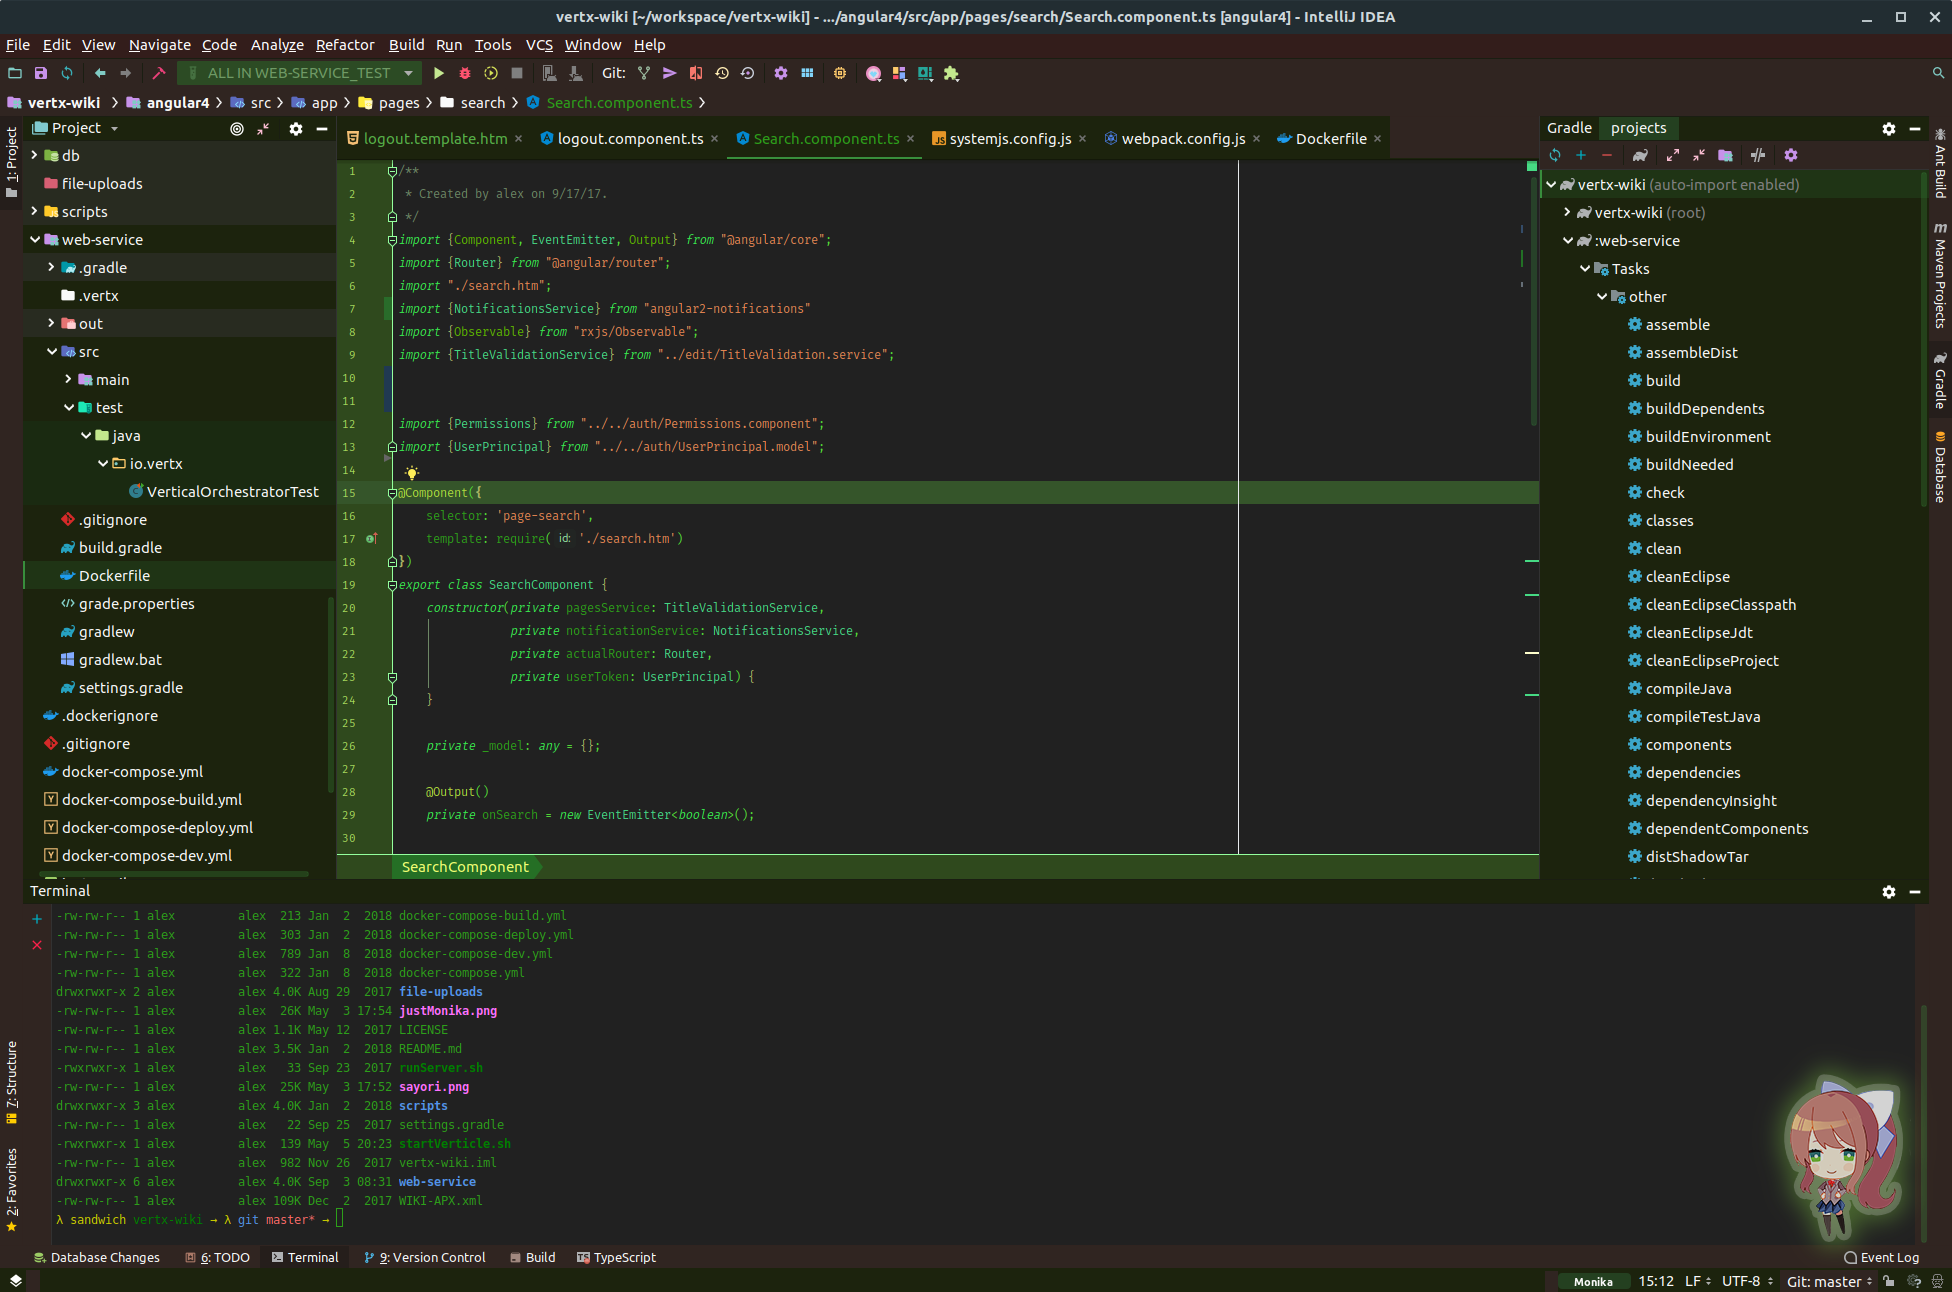 vertx-wiki [~/workspace/vertx-wiki] - .../angular4/src/app/pages/search/Search.component.ts [angular4] - IntelliJ IDEA
File Edit View Navigate Code Analyze Refactor Build Run Tools VCS Window Help
ALL IN WEB-SERVICE_TEST Git:
vertx-wiki angular4 src app pages search Search.component.ts
1: Project
7: Structure
2: Favorites
Project
db
file-uploads
scripts
web-service
.gradle
.vertx
out
src
main
test
java
io.vertx
VerticalOrchestratorTest
.gitignore
build.gradle
Dockerfile
grade.properties
gradlew
gradlew.bat
settings.gradle
.dockerignore
.gitignore
docker-compose.yml
docker-compose-build.yml
docker-compose-deploy.yml
docker-compose-dev.yml
logout.template.htm logout.component.ts Search.component.ts systemjs.config.js webpack.config.js Dockerfile
1 /**
2 * Created by alex on 9/17/17.
3 */
4 import {Component, EventEmitter, Output} from "@angular/core";
5 import {Router} from "@angular/router";
6 import "./search.htm";
7 import {NotificationsService} from "angular2-notifications"
8 import {Observable} from "rxjs/Observable";
9 import {TitleValidationService} from "../edit/TitleValidation.service";
10
11
12 import {Permissions} from "../../auth/Permissions.component";
13 import {UserPrincipal} from "../../auth/UserPrincipal.model";
14
15 @Component({
16 selector: 'page-search',
17 template: require( id: './search.htm')
18 })
19 export class SearchComponent {
20 constructor(private pagesService: TitleValidationService,
21 private notificationService: NotificationsService,
22 private actualRouter: Router,
23 private userToken: UserPrincipal) {
24 }
25
26 private _model: any = {};
27
28 @Output()
29 private onSearch = new EventEmitter<boolean>();
30
SearchComponent
Gradle projects
vertx-wiki (auto-import enabled)
vertx-wiki (root)
:web-service
Tasks
other
assemble
assembleDist
build
buildDependents
buildEnvironment
buildNeeded
check
classes
clean
cleanEclipse
cleanEclipseClasspath
cleanEclipseJdt
cleanEclipseProject
compileJava
compileTestJava
components
dependencies
dependencyInsight
dependentComponents
distShadowTar
Ant Build
Maven Projects
Gradle
Database
Terminal
-rw-rw-r-- 1 alex alex 213 Jan 2 2018 docker-compose-build.yml
-rw-rw-r-- 1 alex alex 303 Jan 2 2018 docker-compose-deploy.yml
-rw-rw-r-- 1 alex alex 789 Jan 8 2018 docker-compose-dev.yml
-rw-rw-r-- 1 alex alex 322 Jan 8 2018 docker-compose.yml
drwxrwxr-x 2 alex alex 4.0K Aug 29 2017 file-uploads
-rw-rw-r-- 1 alex alex 26K May 3 17:54 justMonika.png
-rw-rw-r-- 1 alex alex 1.1K May 12 2017 LICENSE
-rw-rw-r-- 1 alex alex 3.5K Jan 2 2018 README.md
-rwxrwxr-x 1 alex alex 33 Sep 23 2017 runServer.sh
-rw-rw-r-- 1 alex alex 25K May 3 17:52 sayori.png
drwxrwxr-x 3 alex alex 4.0K Jan 2 2018 scripts
-rw-rw-r-- 1 alex alex 22 Sep 25 2017 settings.gradle
-rwxrwxr-x 1 alex alex 139 May 5 20:23 startVerticle.sh
-rw-rw-r-- 1 alex alex 982 Nov 26 2017 vertx-wiki.iml
drwxrwxr-x 6 alex alex 4.0K Sep 3 08:31 web-service
-rw-rw-r-- 1 alex alex 109K Dec 2 2017 WIKI-APX.xml
λ sandwich vertx-wiki → λ git master* →
Database Changes 6: TODO Terminal 9: Version Control Build TypeScript Event Log
Monika 15:12 LF UTF-8 Git: master